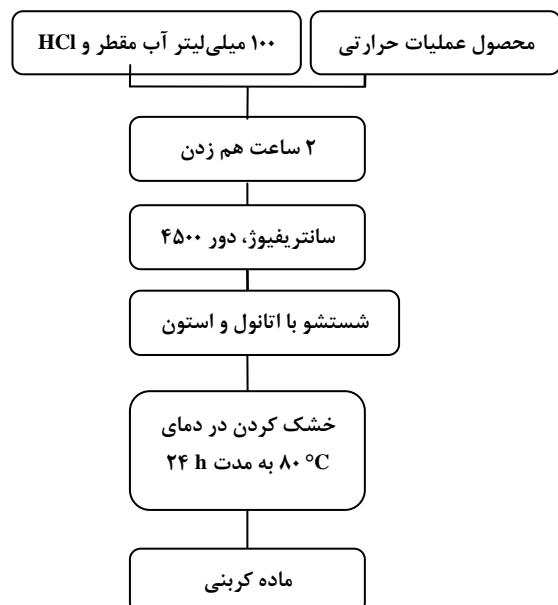 محصول عملیات حرارتی
۱۰۰ میلی‌لیتر آب مقطر و HCl
۲ ساعت هم زدن
سانتریفیوژ، دور ۴۵۰۰
شستشو با اتانول و استون
خشک کردن در دمای
۸۰ °C به مدت ۲۴ h
ماده کربنی